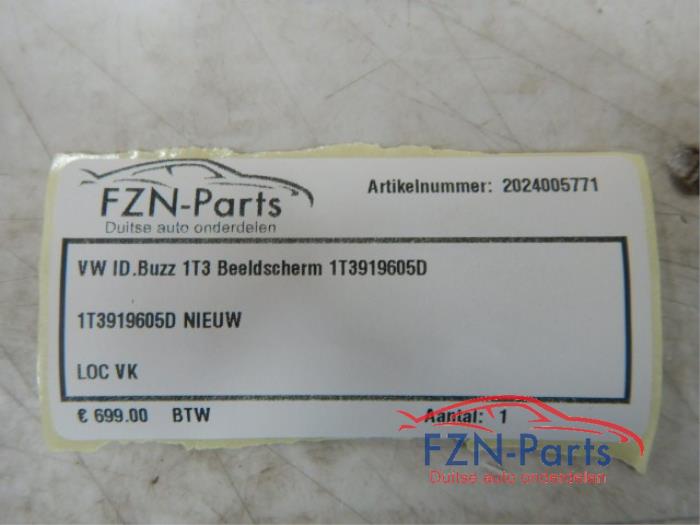 FZN-Parts
Duitse auto onderdelen
Artikelnummer: 2024005771
VW ID.Buzz 1T3 Beeldscherm 1T3919605D
1T3919605D NIEUW
LOC VK
€ 699.00 BTW
Aantal: 1
FZN-Parts
Duitse auto onderdelen